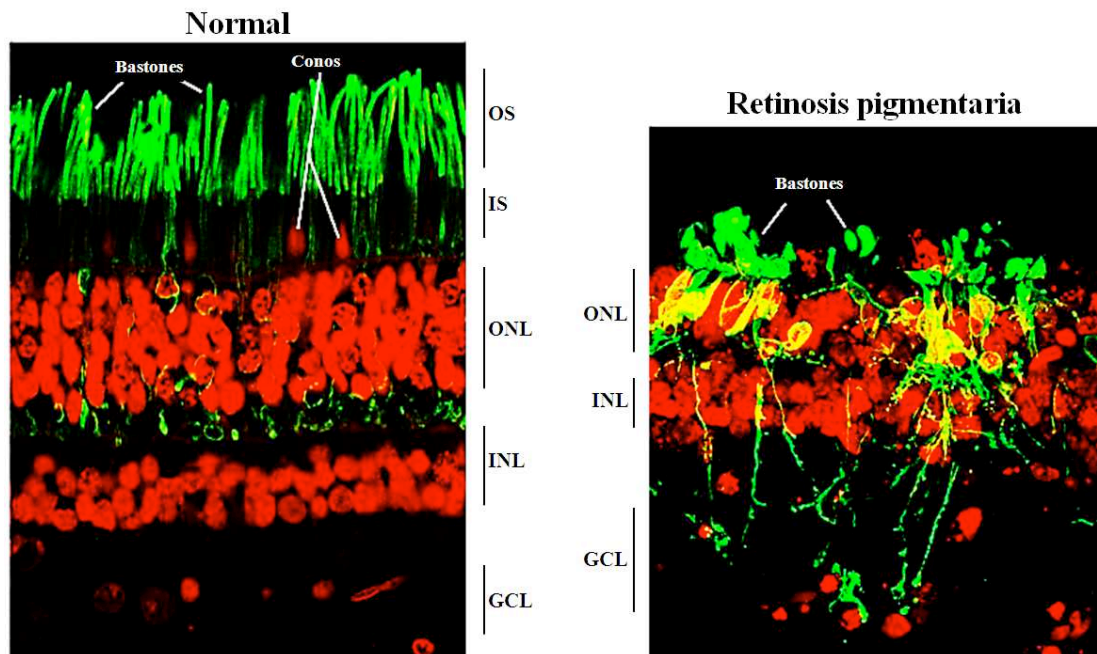 Normal
Bastones
Conos
OS
IS
ONL
INL
GCL
Retinosis pigmentaria
Bastones
ONL
INL
GCL